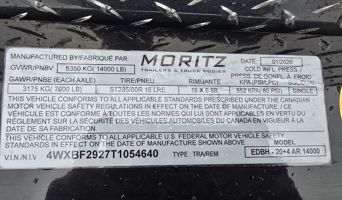 MANUFACTURED BY/FABRIQUÉ PAR: MORITZ DATE 01/2026
TRAILERS & TRUCK BODIES
GVWR/PNBV: 6350 KG( 14000 LB) COLD INFL. PRESS./
PRESS. DE GONFL. A FROID
GAWR/PNBE (EACH AXLE) TIRE/PNEU RIM/JANTE KPA (PSI/LPC)
3175 KG( 7000 LB) ST235/80R 16 LRE 16 X 6 8B 552 KPA( 80 PSI) SINGLE
THIS VEHICLE CONFORMS TO ALL APPLICABLE STANDARDS PRESCRIBED UNDER THE CANADIAN
MOTOR VEHICLE SAFETY REGULATIONS IN EFFECT ON THE DATE OF MANUFACTURE. / CE
VEHICULE EST CONFORME A TOUTES LES NORMES QUI LUI SONT APPLICABLES EN VERTU DU
REGLEMENT SUR LA SECURITE DES VEHICULES AUTOMOBILES DU CANADA EN VIGUEUR A LA
DATE DE SA FABRICATION.
THIS VEHICLE CONFORMS TO ALL APPLICABLE U.S. FEDERAL MOTOR VEHICLE SAFETY
STANDARDS IN EFFECT ON THE DATE OF MANUFACTURE SHOWN ABOVE. MODEL:
V.I.N./N.I.V. 4WXBF2927T1054640 TYPE: TRA/REM EDBH - 20+4 AR 14000